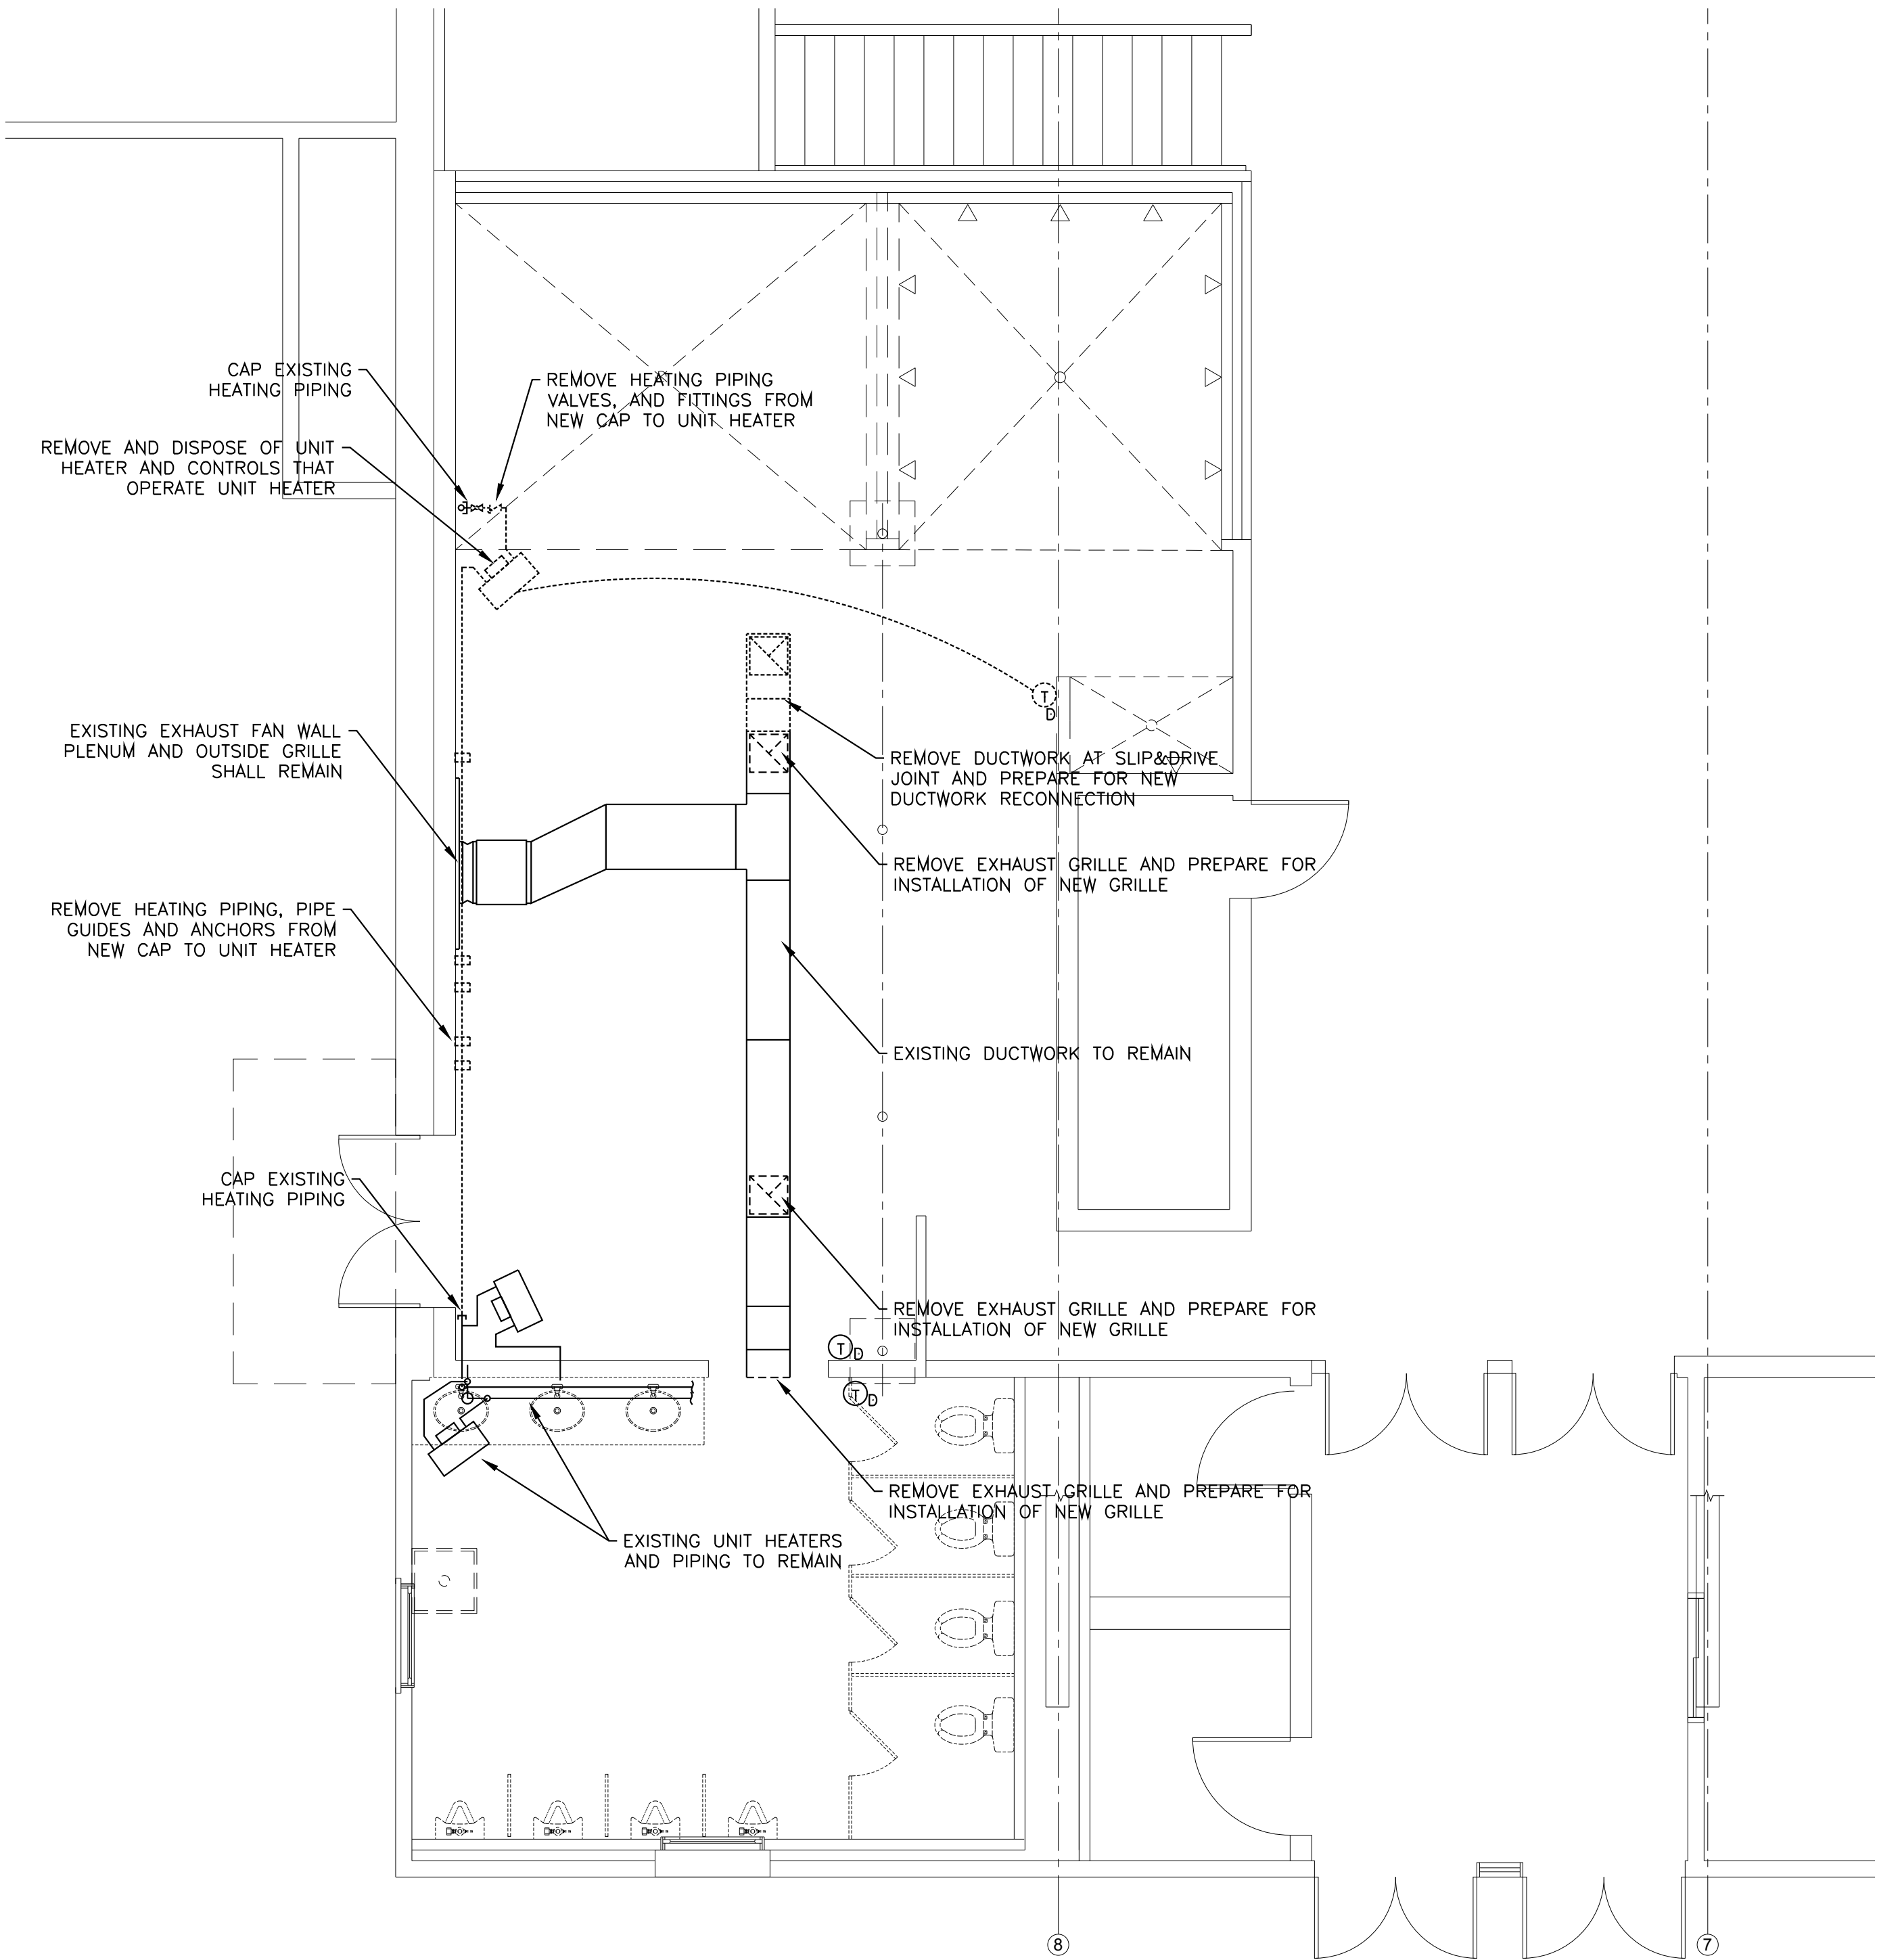 CAP EXISTING
HEATING PIPING
REMOVE HEATING PIPING
VALVES, AND FITTINGS FROM
NEW CAP TO UNIT HEATER
REMOVE AND DISPOSE OF UNIT
HEATER AND CONTROLS THAT
OPERATE UNIT HEATER
T
D
EXISTING EXHAUST FAN WALL
PLENUM AND OUTSIDE GRILLE
SHALL REMAIN
REMOVE DUCTWORK AT SLIP&DRIVE
JOINT AND PREPARE FOR NEW
DUCTWORK RECONNECTION
REMOVE EXHAUST GRILLE AND PREPARE FOR
INSTALLATION OF NEW GRILLE
REMOVE HEATING PIPING, PIPE
GUIDES AND ANCHORS FROM
NEW CAP TO UNIT HEATER
EXISTING DUCTWORK TO REMAIN
CAP EXISTING
HEATING PIPING
REMOVE EXHAUST GRILLE AND PREPARE FOR
INSTALLATION OF NEW GRILLE
T
D
T
D
REMOVE EXHAUST GRILLE AND PREPARE FOR
INSTALLATION OF NEW GRILLE
EXISTING UNIT HEATERS
AND PIPING TO REMAIN
8
7